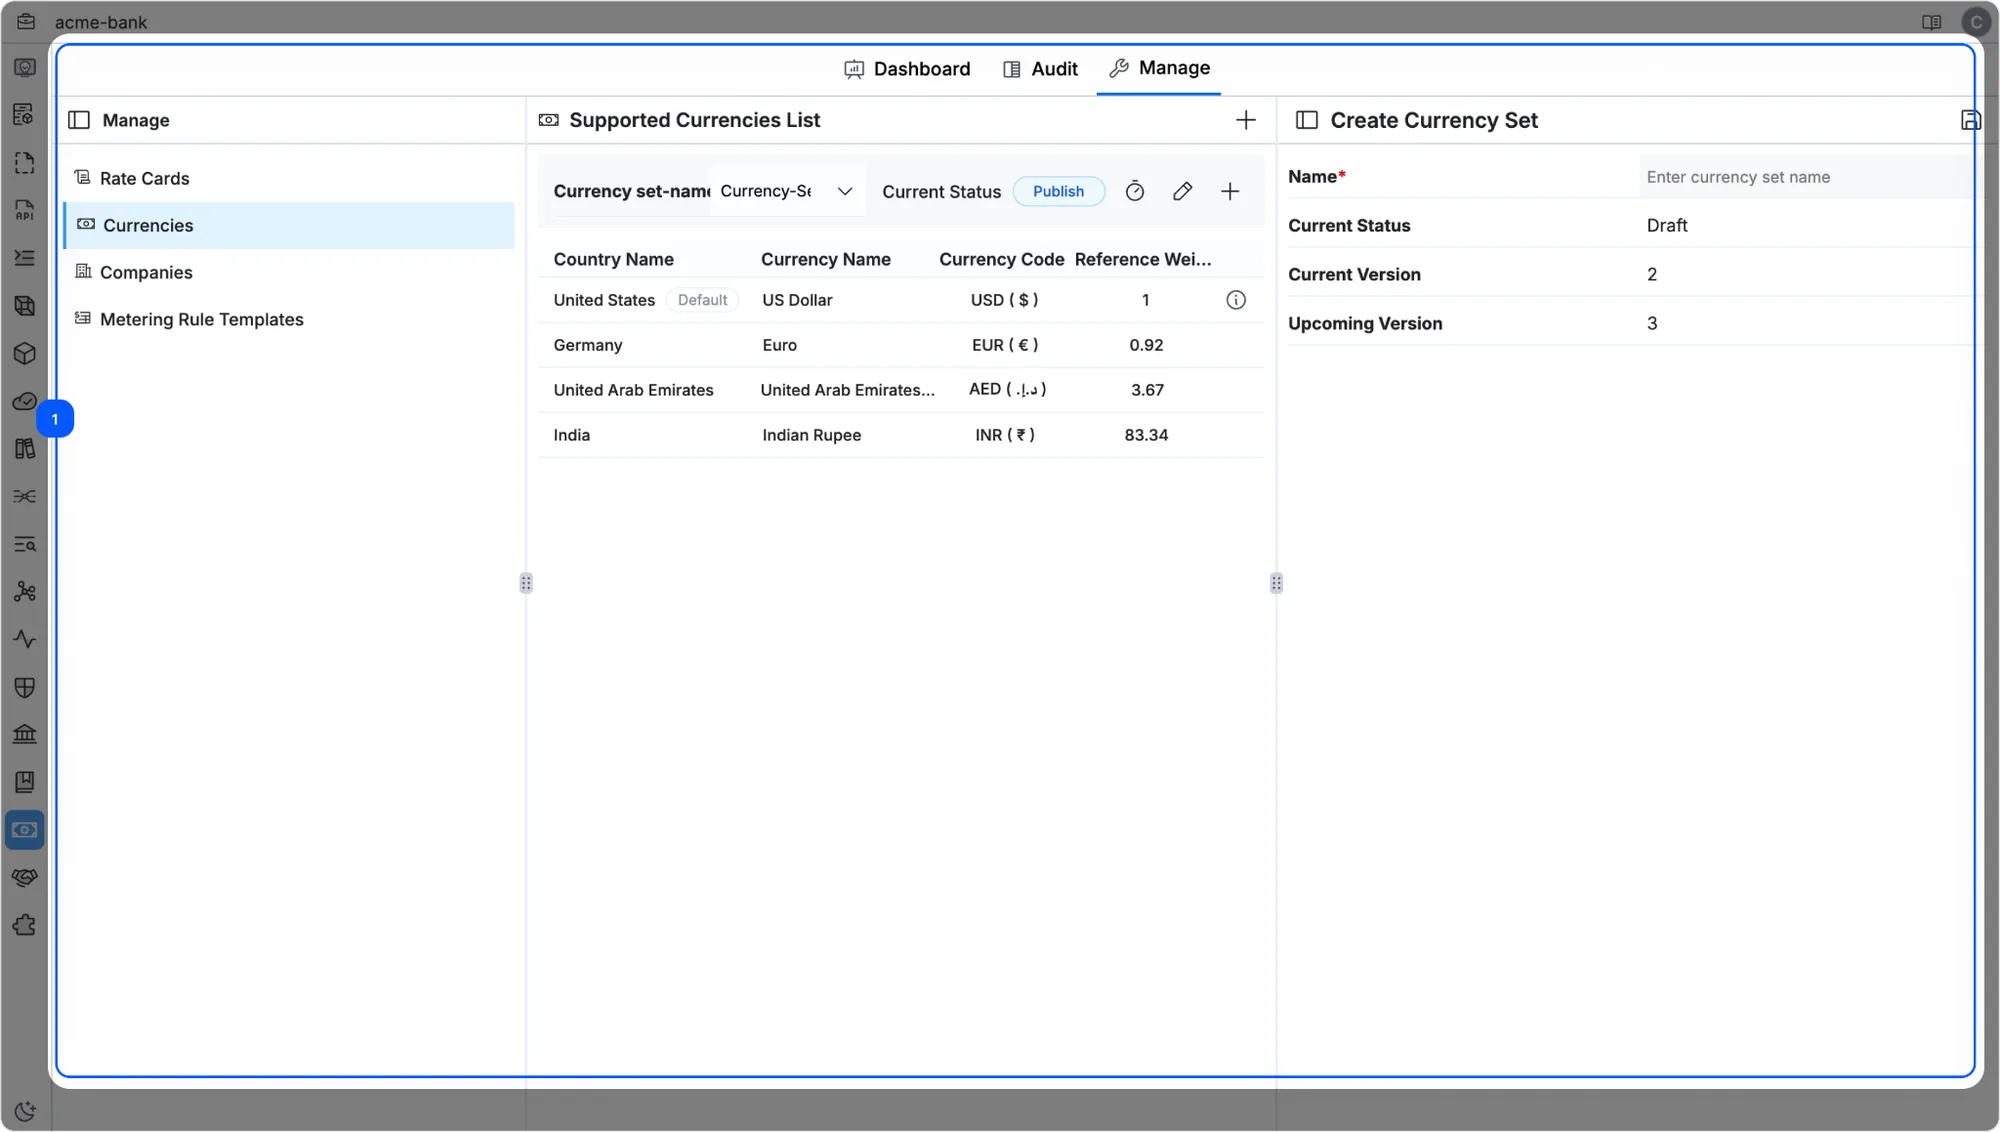 acme-bank
C
Dashboard Audit Manage
Manage
Supported Currencies List
Create Currency Set
Rate Cards
Currencies
Companies
Metering Rule Templates
API
1
Currency set-name Currency-Se Current Status Publish
Country Name Currency Name Currency Code Reference Wei...
United States Default US Dollar USD ( $ ) 1
Germany Euro EUR ( € ) 0.92
United Arab Emirates United Arab Emirates... AED ( د.إ. ) 3.67
India Indian Rupee INR ( ₹ ) 83.34
Name* Enter currency set name
Current Status Draft
Current Version 2
Upcoming Version 3